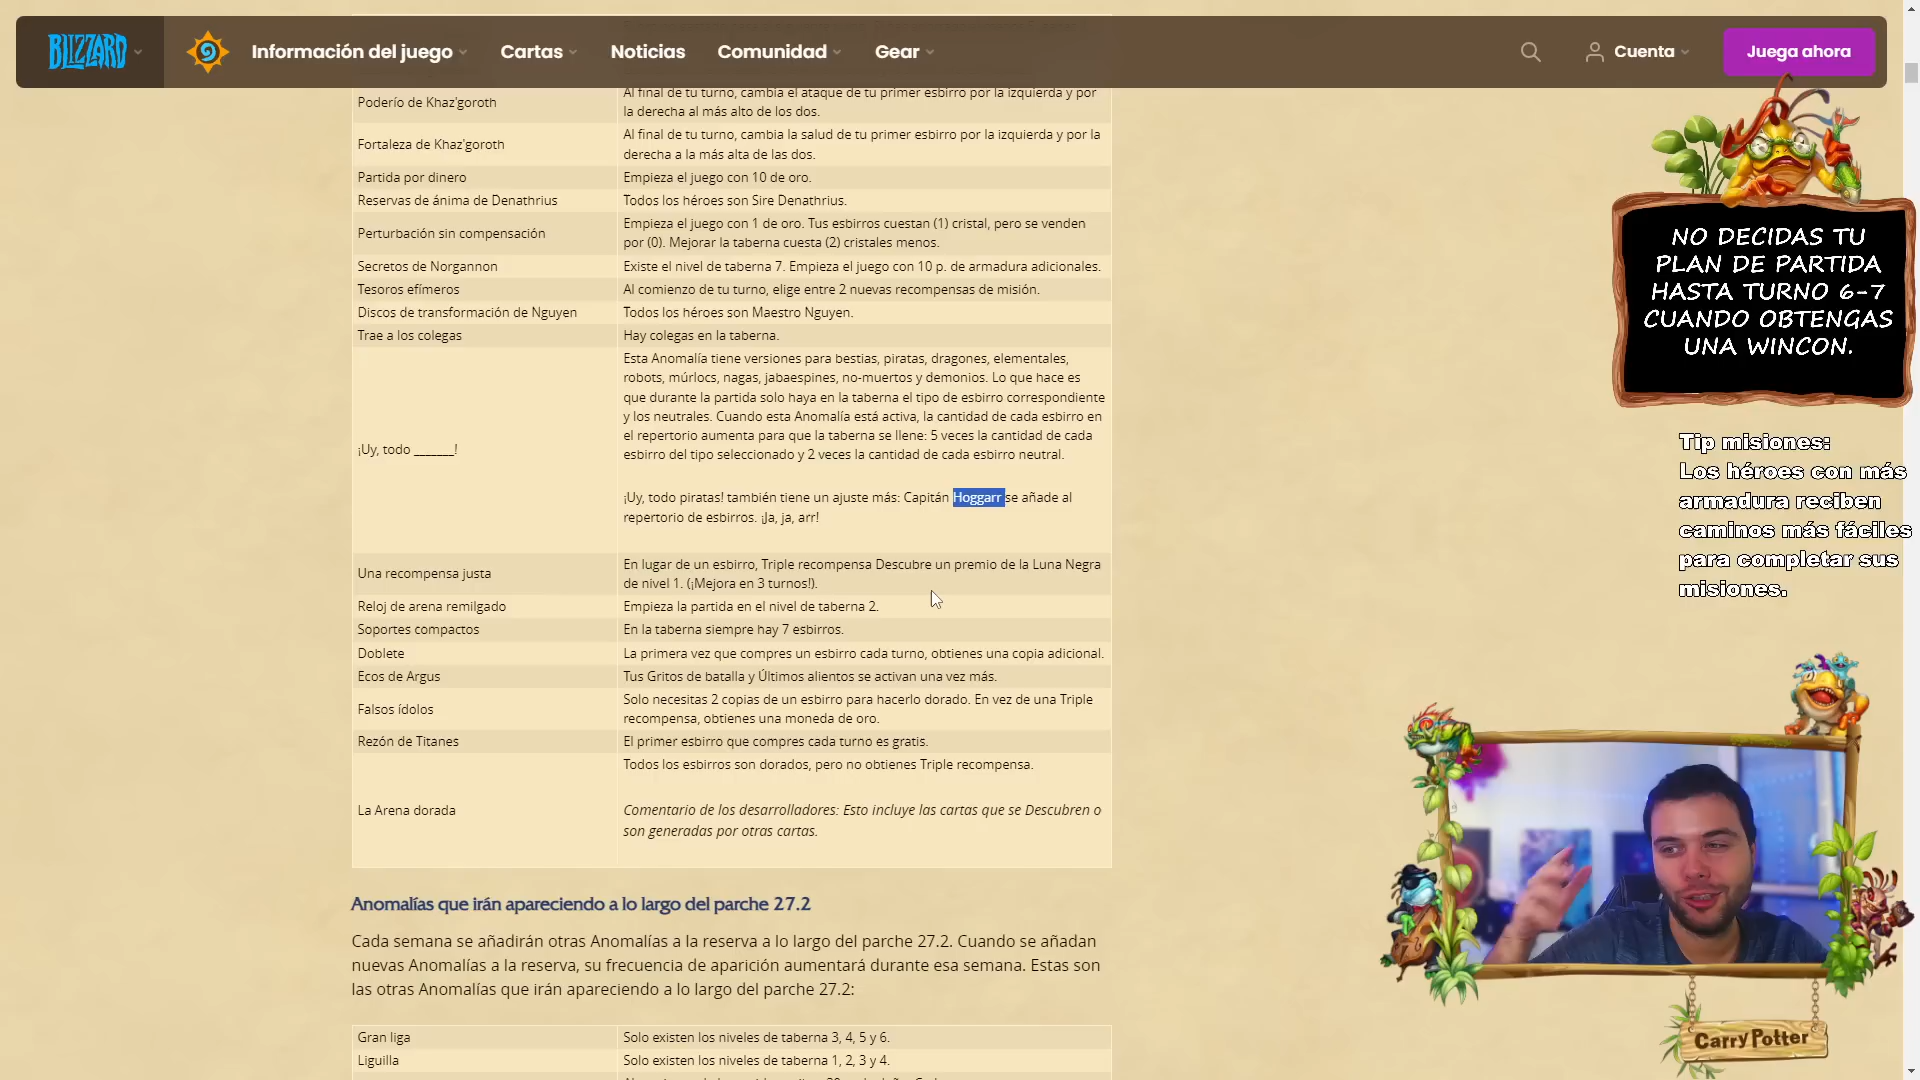 BLIZZARD
Información del juego
Cartas
Noticias
Comunidad
Gear
Cuenta
Juega ahora
Poderío de Khaz'goroth
Al final de tu turno, cambia el ataque de tu primer esbirro por la izquierda y por
la derecha al más alto de los dos.
Fortaleza de Khaz'goroth
Al final de tu turno, cambia la salud de tu primer esbirro por la izquierda y por la
derecha a la más alta de las dos.
Partida por dinero
Empieza el juego con 10 de oro.
Reservas de ánima de Denathrius
Todos los héroes son Sire Denathrius.
Perturbación sin compensación
Empieza el juego con 1 de oro. Tus esbirros cuestan (1) cristal, pero se venden
por (0). Mejorar la taberna cuesta (2) cristales menos.
Secretos de Norgannon
Existe el nivel de taberna 7. Empieza el juego con 10 p. de armadura adicionales.
Tesoros efímeros
Al comienzo de tu turno, elige entre 2 nuevas recompensas de misión.
Discos de transformación de Nguyen
Todos los héroes son Maestro Nguyen.
Trae a los colegas
Hay colegas en la taberna.
¡Uy, todo _______!
Esta Anomalía tiene versiones para bestias, piratas, dragones, elementales,
robots, múrlocs, nagas, jabaespines, no-muertos y demonios. Lo que hace es
que durante la partida solo haya en la taberna el tipo de esbirro correspondiente
y los neutrales. Cuando esta Anomalía está activa, la cantidad de cada esbirro en
el repertorio aumenta para que la taberna se llene: 5 veces la cantidad de cada
esbirro del tipo seleccionado y 2 veces la cantidad de cada esbirro neutral.
¡Uy, todo piratas! también tiene un ajuste más: Capitán Hoggarr se añade al
repertorio de esbirros. ¡Ja, ja, arr!
Una recompensa justa
En lugar de un esbirro, Triple recompensa Descubre un premio de la Luna Negra
de nivel 1. (¡Mejora en 3 turnos!).
Reloj de arena remilgado
Empieza la partida en el nivel de taberna 2.
Soportes compactos
En la taberna siempre hay 7 esbirros.
Doblete
La primera vez que compres un esbirro cada turno, obtienes una copia adicional.
Ecos de Argus
Tus Gritos de batalla y Últimos alientos se activan una vez más.
Falsos ídolos
Solo necesitas 2 copias de un esbirro para hacerlo dorado. En vez de una Triple
recompensa, obtienes una moneda de oro.
Rezón de Titanes
El primer esbirro que compres cada turno es gratis.
La Arena dorada
Todos los esbirros son dorados, pero no obtienes Triple recompensa.
Comentario de los desarrolladores: Esto incluye las cartas que se Descubren o
son generadas por otras cartas.
Anomalías que irán apareciendo a lo largo del parche 27.2
Cada semana se añadirán otras Anomalías a la reserva a lo largo del parche 27.2. Cuando se añadan
nuevas Anomalías a la reserva, su frecuencia de aparición aumentará durante esa semana. Estas son
las otras Anomalías que irán apareciendo a lo largo del parche 27.2:
Gran liga
Solo existen los niveles de taberna 3, 4, 5 y 6.
Liguilla
Solo existen los niveles de taberna 1, 2, 3 y 4.
NO DECIDAS TU
PLAN DE PARTIDA
HASTA TURNO 6-7
CUANDO OBTENGAS
UNA WINCON.
Tip misiones:
Los héroes con más
armadura reciben
caminos más fáciles
para completar sus
misiones.
CarryPotter